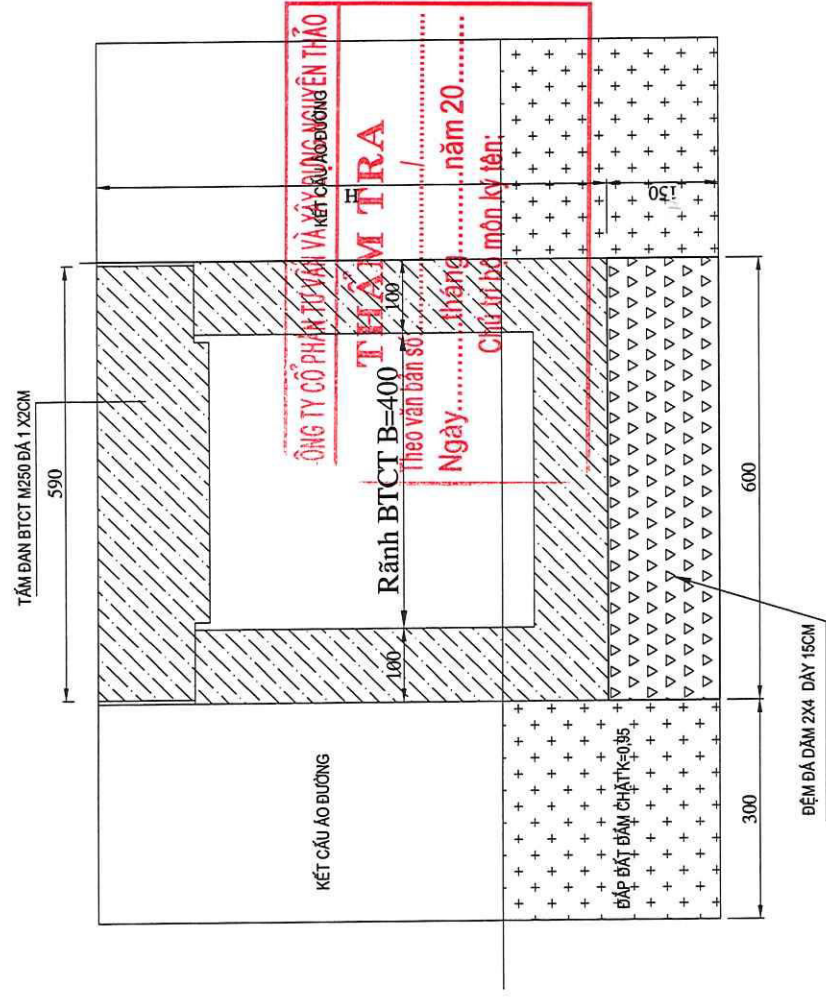 TẤM ĐAN BTCT M250 ĐÁ 1 X2CM
590
KẾT CẤU ÁO ĐƯỜNG
KẾT CẤU ÁO ĐƯỜNG
H
100
100
Rãnh BTCT B=400
ĐẮP ĐẤT ĐẦM CHẶT K=0,95
150
300
600
ĐỆM ĐÁ DĂM 2X4 DÀY 15CM
ÔNG TY CỔ PHẦN TƯ VẤN VÀ XÂY DỰNG NGUYÊN THẢO
THẨM TRA
Theo văn bản số ............/............
Ngày.........tháng.........năm 20.........
Chủ trì bộ môn ký tên: